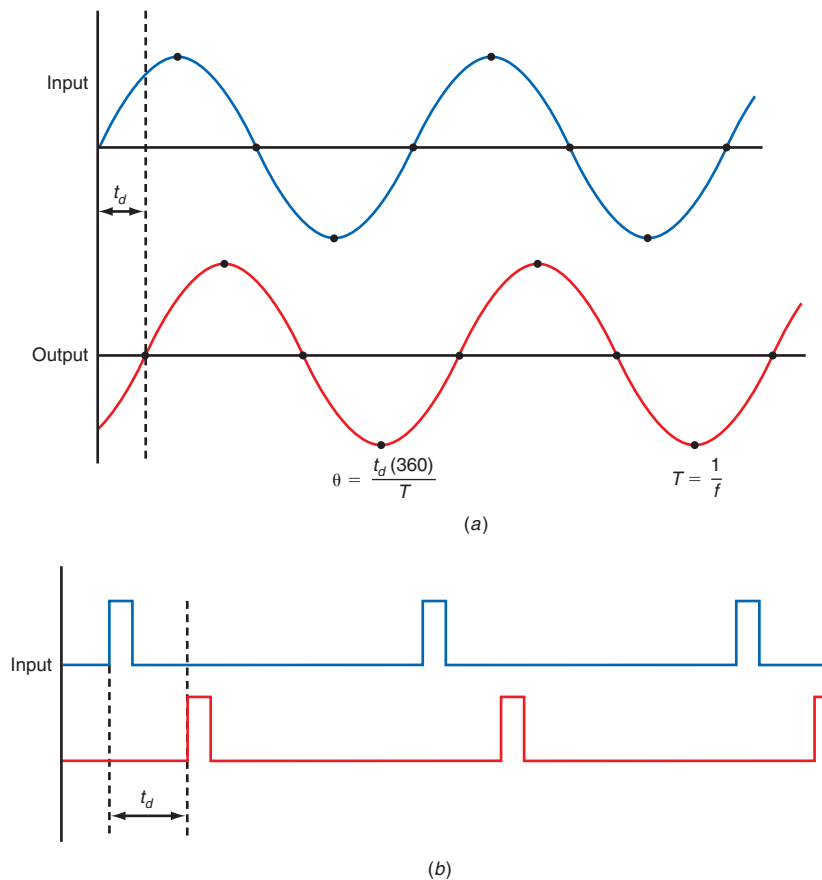 Input
t_d
Output
θ = t_d (360) / T
T = 1 / f
(a)
Input
t_d
(b)